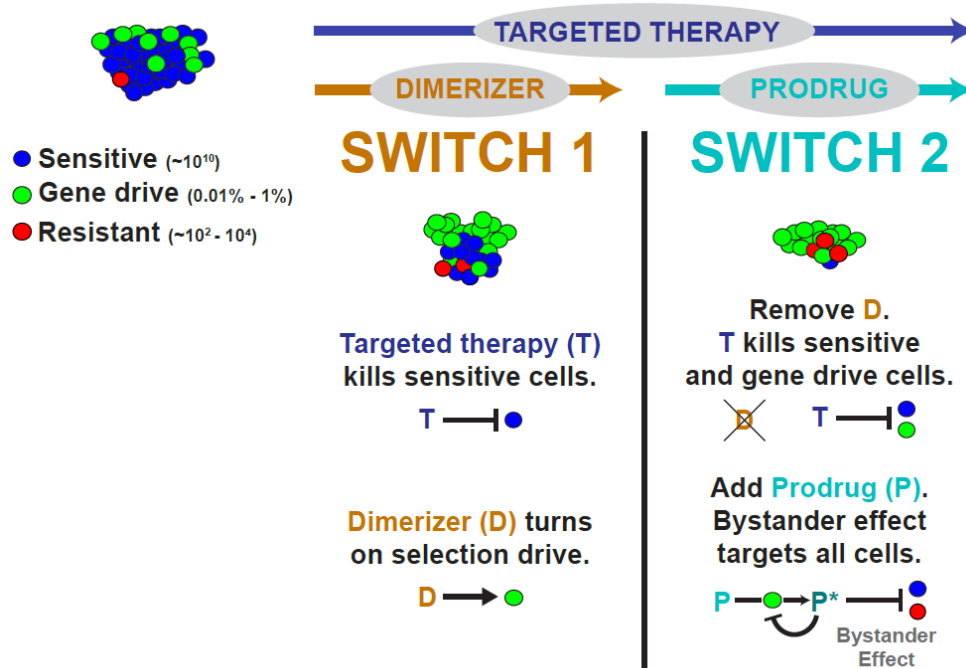 TARGETED THERAPY
DIMERIZER
PRODRUG
Sensitive (~10¹⁰)
Gene drive (0.01% - 1%)
Resistant (~10² - 10⁴)
SWITCH 1
Targeted therapy (T)
kills sensitive cells.
T
Dimerizer (D) turns
on selection drive.
D
SWITCH 2
Remove D.
T kills sensitive
and gene drive cells.
D T
Add Prodrug (P).
Bystander effect
targets all cells.
P P*
Bystander
Effect